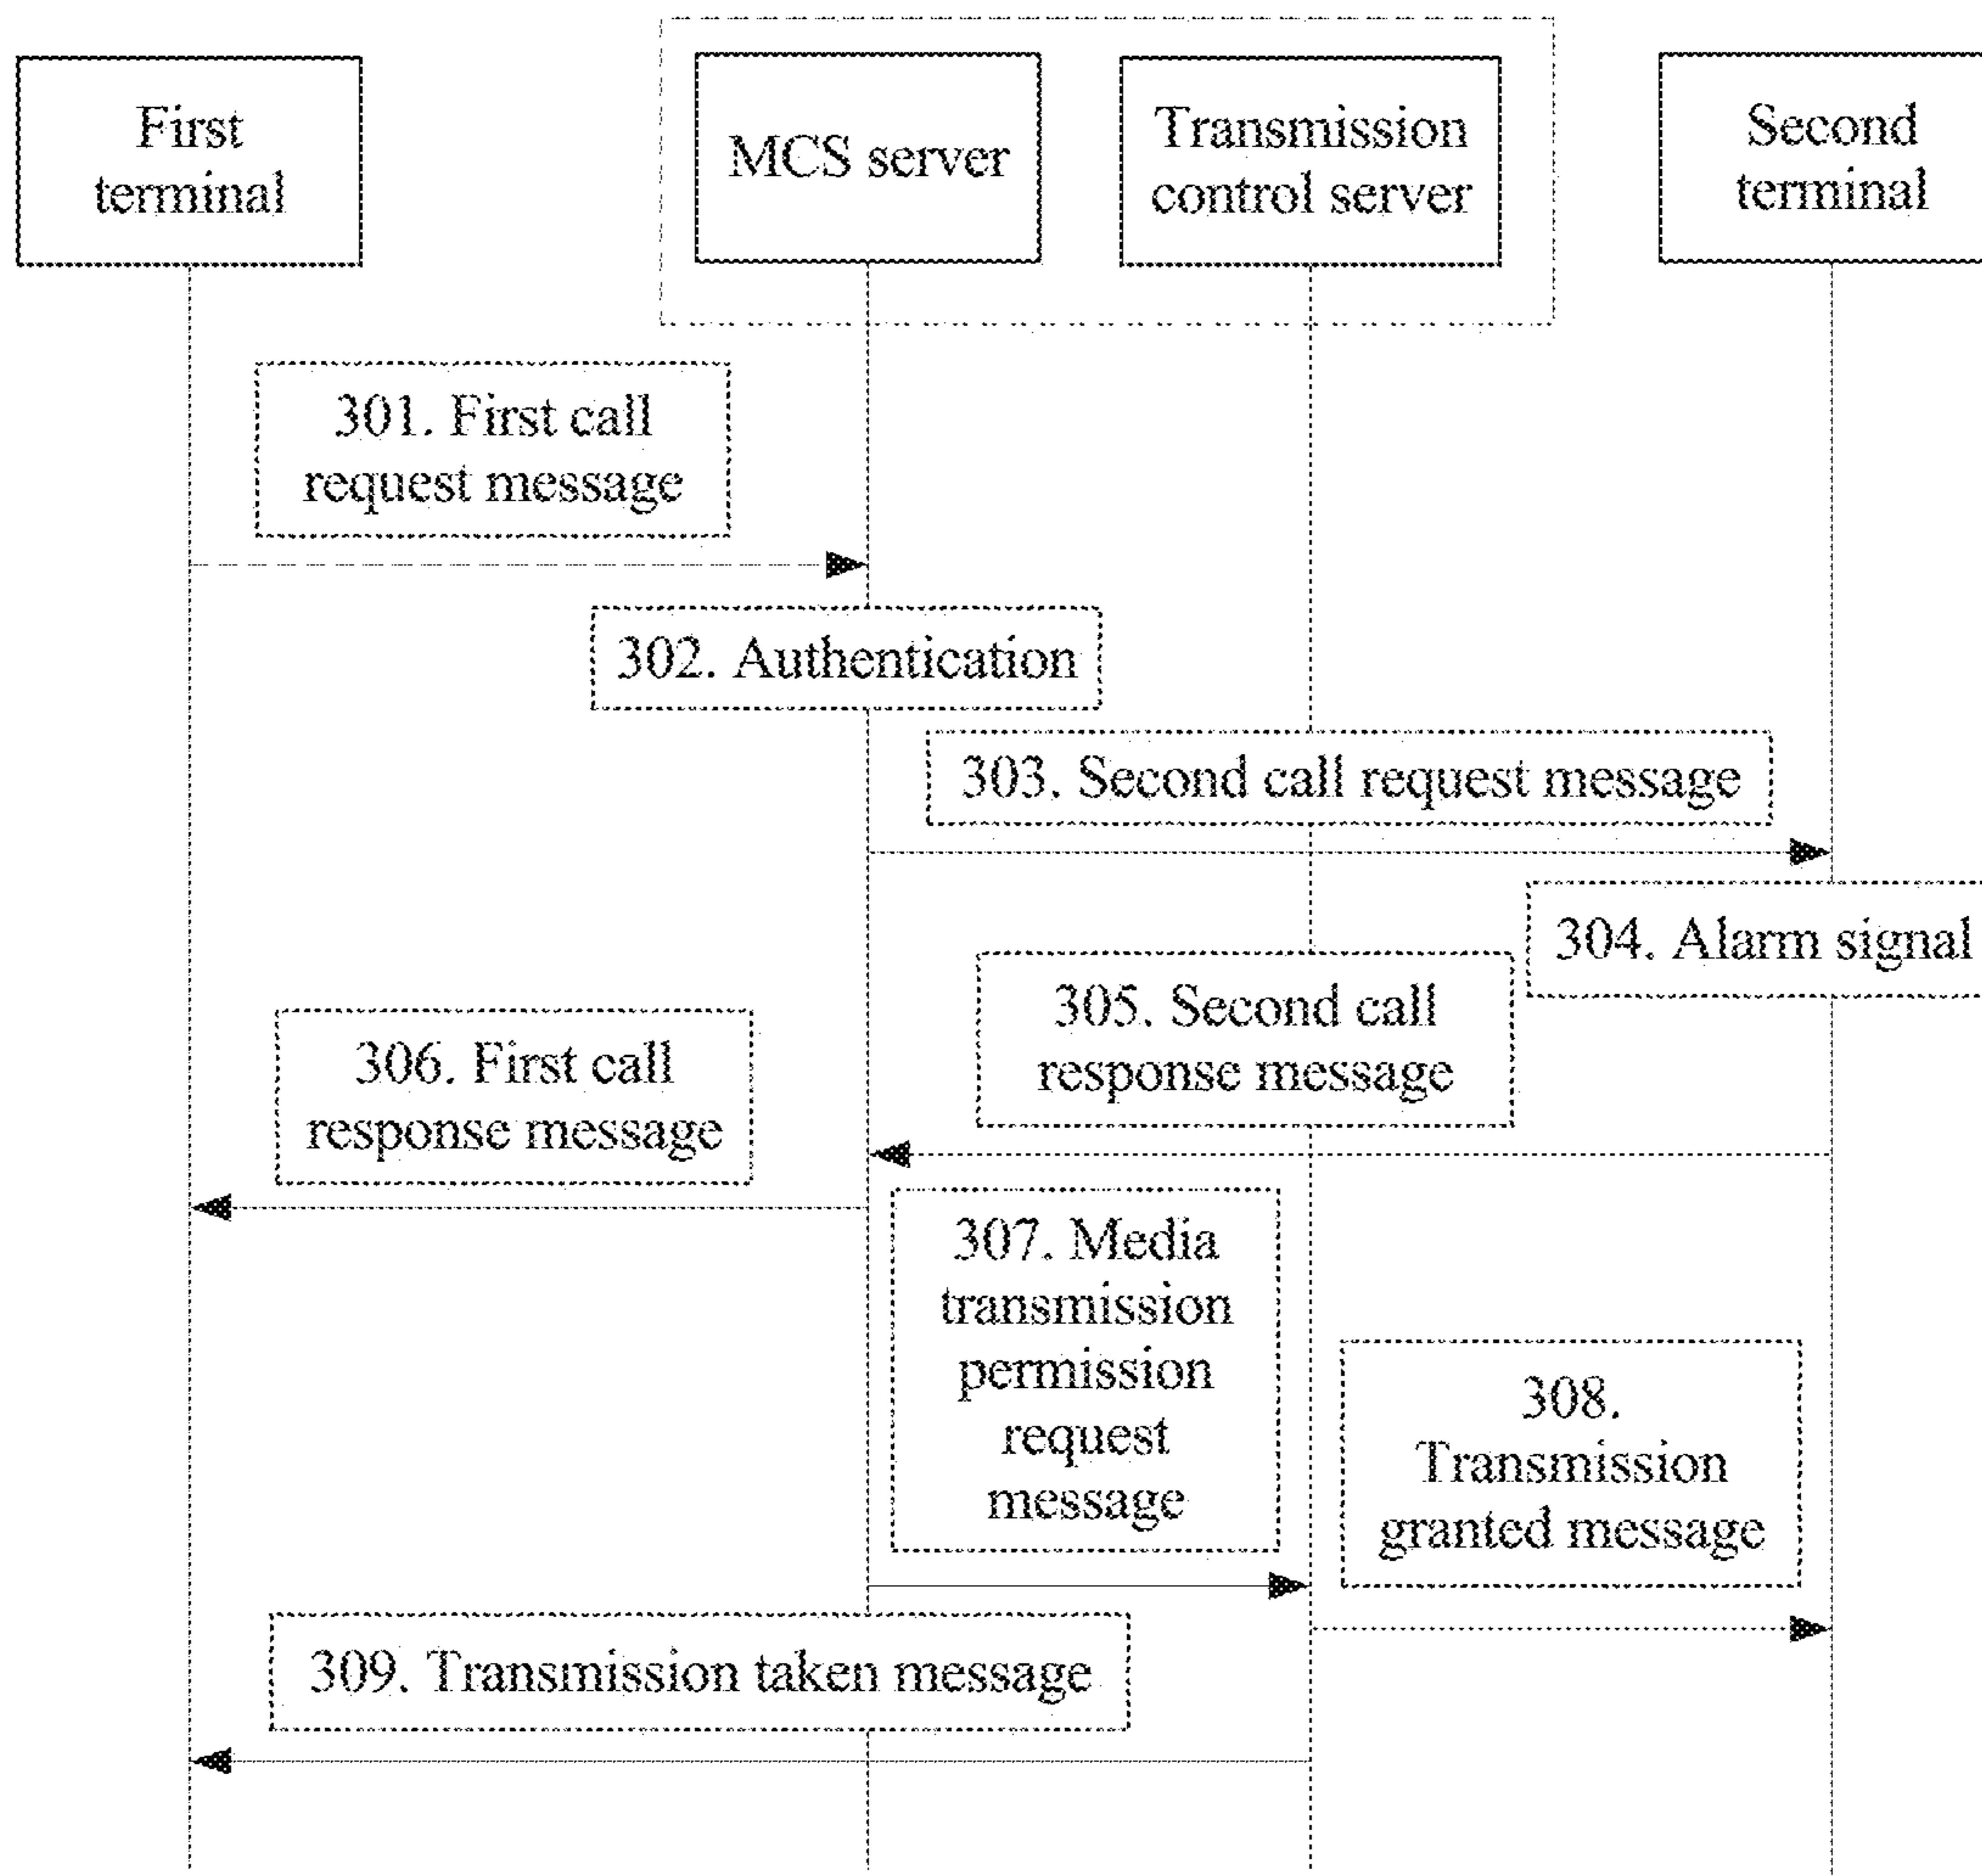 First
terminal
MCS server
Transmission
control server
Second
terminal
301. First call
request message
302. Authentication
303. Second call request message
304. Alarm signal
305. Second call
response message
306. First call
response message
307. Media
transmission
permission
request
message
308.
Transmission
granted message
309. Transmission taken message